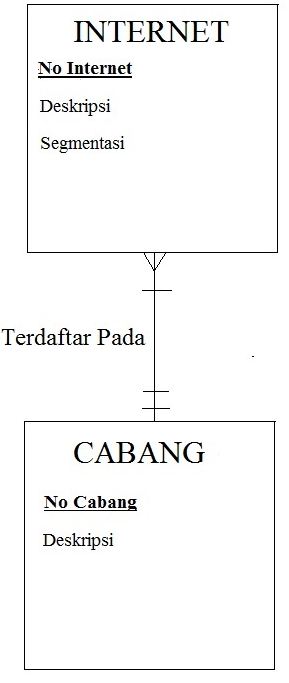 INTERNET
No Internet
Deskripsi
Segmentasi
Terdaftar Pada
CABANG
No Cabang
Deskripsi